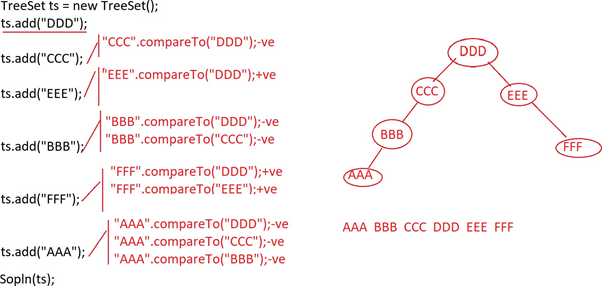 TreeSet ts = new TreeSet();
ts.add("DDD");
"CCC".compareTo("DDD");-ve
ts.add("CCC");
"EEE".compareTo("DDD");+ve
ts.add("EEE");
"BBB".compareTo("DDD");-ve
"BBB".compareTo("CCC");-ve
ts.add("BBB");
"FFF".compareTo("DDD");+ve
"FFF".compareTo("EEE");+ve
ts.add("FFF");
"AAA".compareTo("DDD");-ve
"AAA".compareTo("CCC");-ve
"AAA".compareTo("BBB");-ve
ts.add("AAA");
Sopln(ts);
DDD
CCC
EEE
BBB
FFF
AAA
AAA BBB CCC DDD EEE FFF